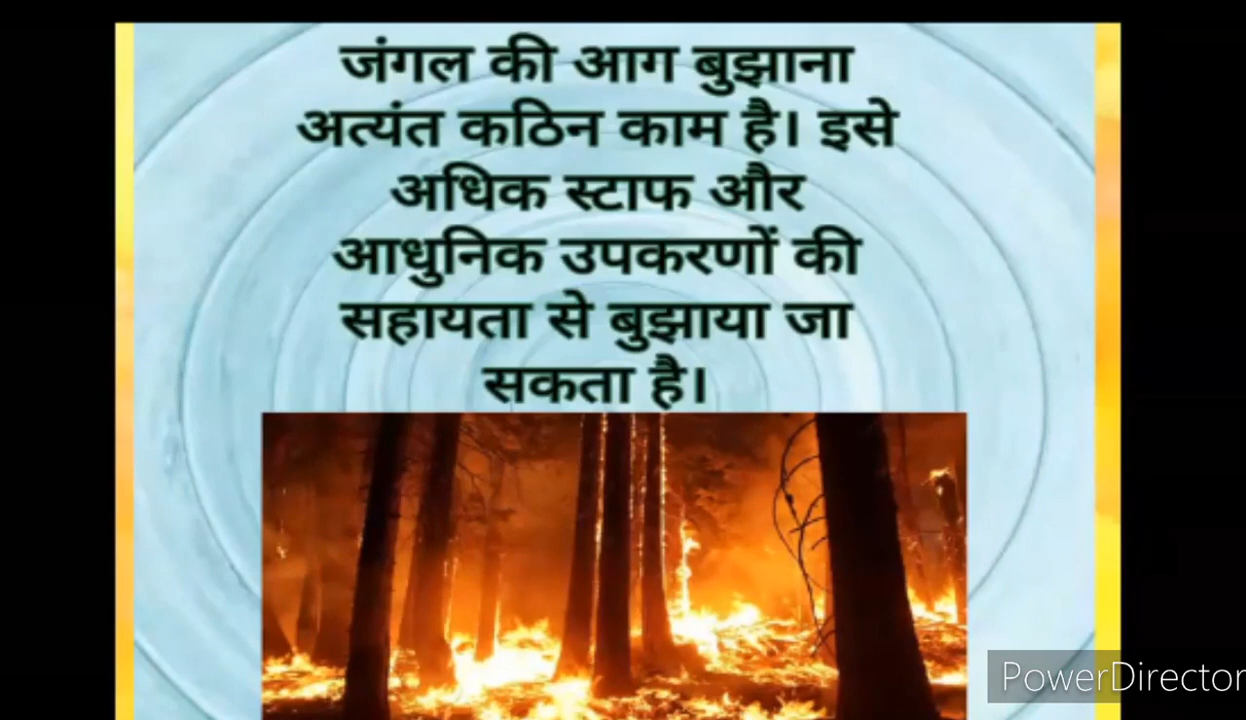 जंगल की आग बुझाना
अत्यंत कठिन काम है। इसे
अधिक स्टाफ और
आधुनिक उपकरणों की
सहायता से बुझाया जा
सकता है।
PowerDirector